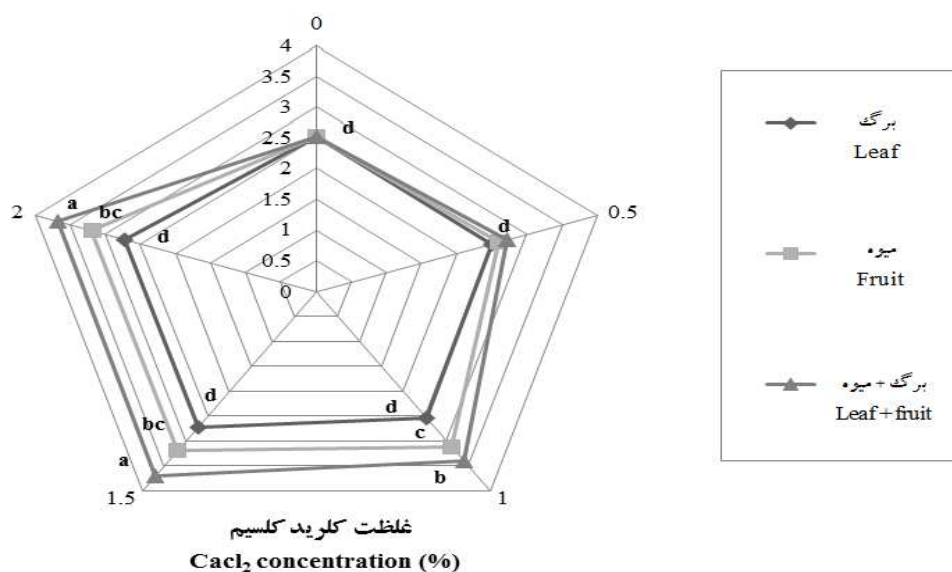 0
4
3.5
3
2.5
2
1.5
1
0.5
0
d
0.5
d
2
a
bc
d
d
d
c
b
bc
a
1.5
1
غلظت کلرید کلسیم
Cacl₂ concentration (%)
برگ
Leaf
میوه
Fruit
برگ + میوه
Leaf + fruit